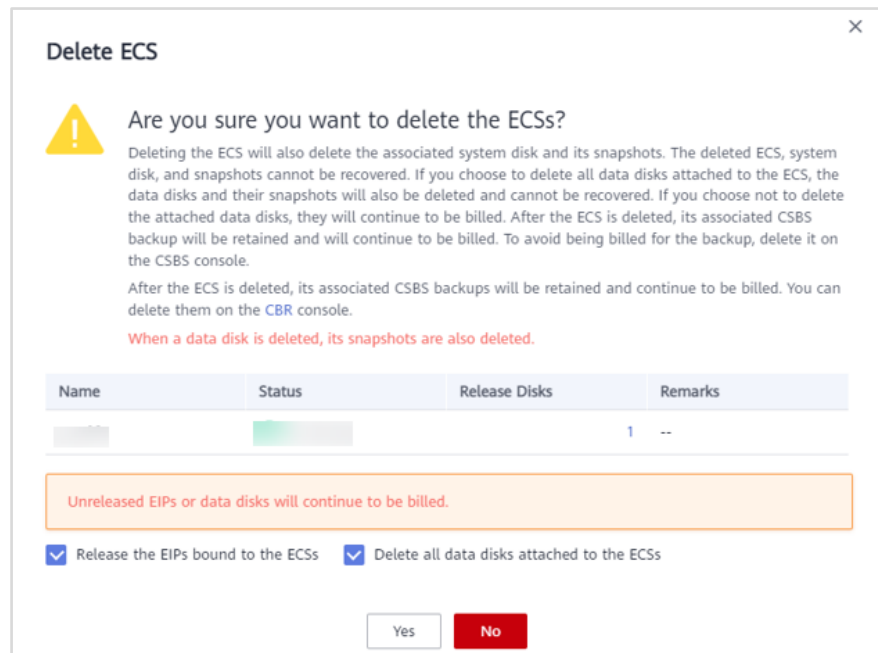 Delete ECS
Are you sure you want to delete the ECSs?
Deleting the ECS will also delete the associated system disk and its snapshots. The deleted ECS, system
disk, and snapshots cannot be recovered. If you choose to delete all data disks attached to the ECS, the
data disks and their snapshots will also be deleted and cannot be recovered. If you choose not to delete
the attached data disks, they will continue to be billed. After the ECS is deleted, its associated CSBS
backup will be retained and will continue to be billed. To avoid being billed for the backup, delete it on
the CSBS console.
After the ECS is deleted, its associated CSBS backups will be retained and continue to be billed. You can
delete them on the CBR console.
When a data disk is deleted, its snapshots are also deleted.
Name Status Release Disks Remarks
1 --
Unreleased EIPs or data disks will continue to be billed.
Release the EIPs bound to the ECSs Delete all data disks attached to the ECSs
Yes No